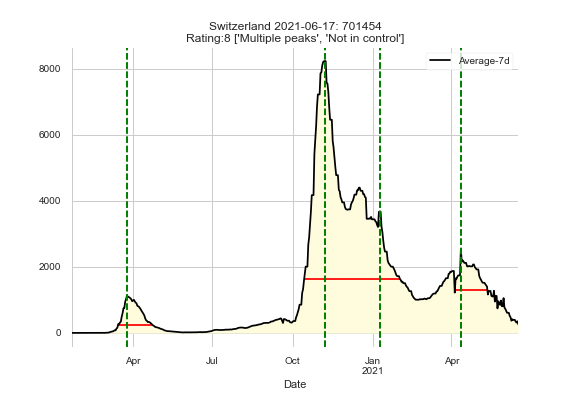 Switzerland 2021-06-17: 701454
Rating:8 ['Multiple peaks', 'Not in control']
Average-7d
8000
6000
4000
2000
0
Apr
Jul
Oct
Jan
2021
Apr
Date